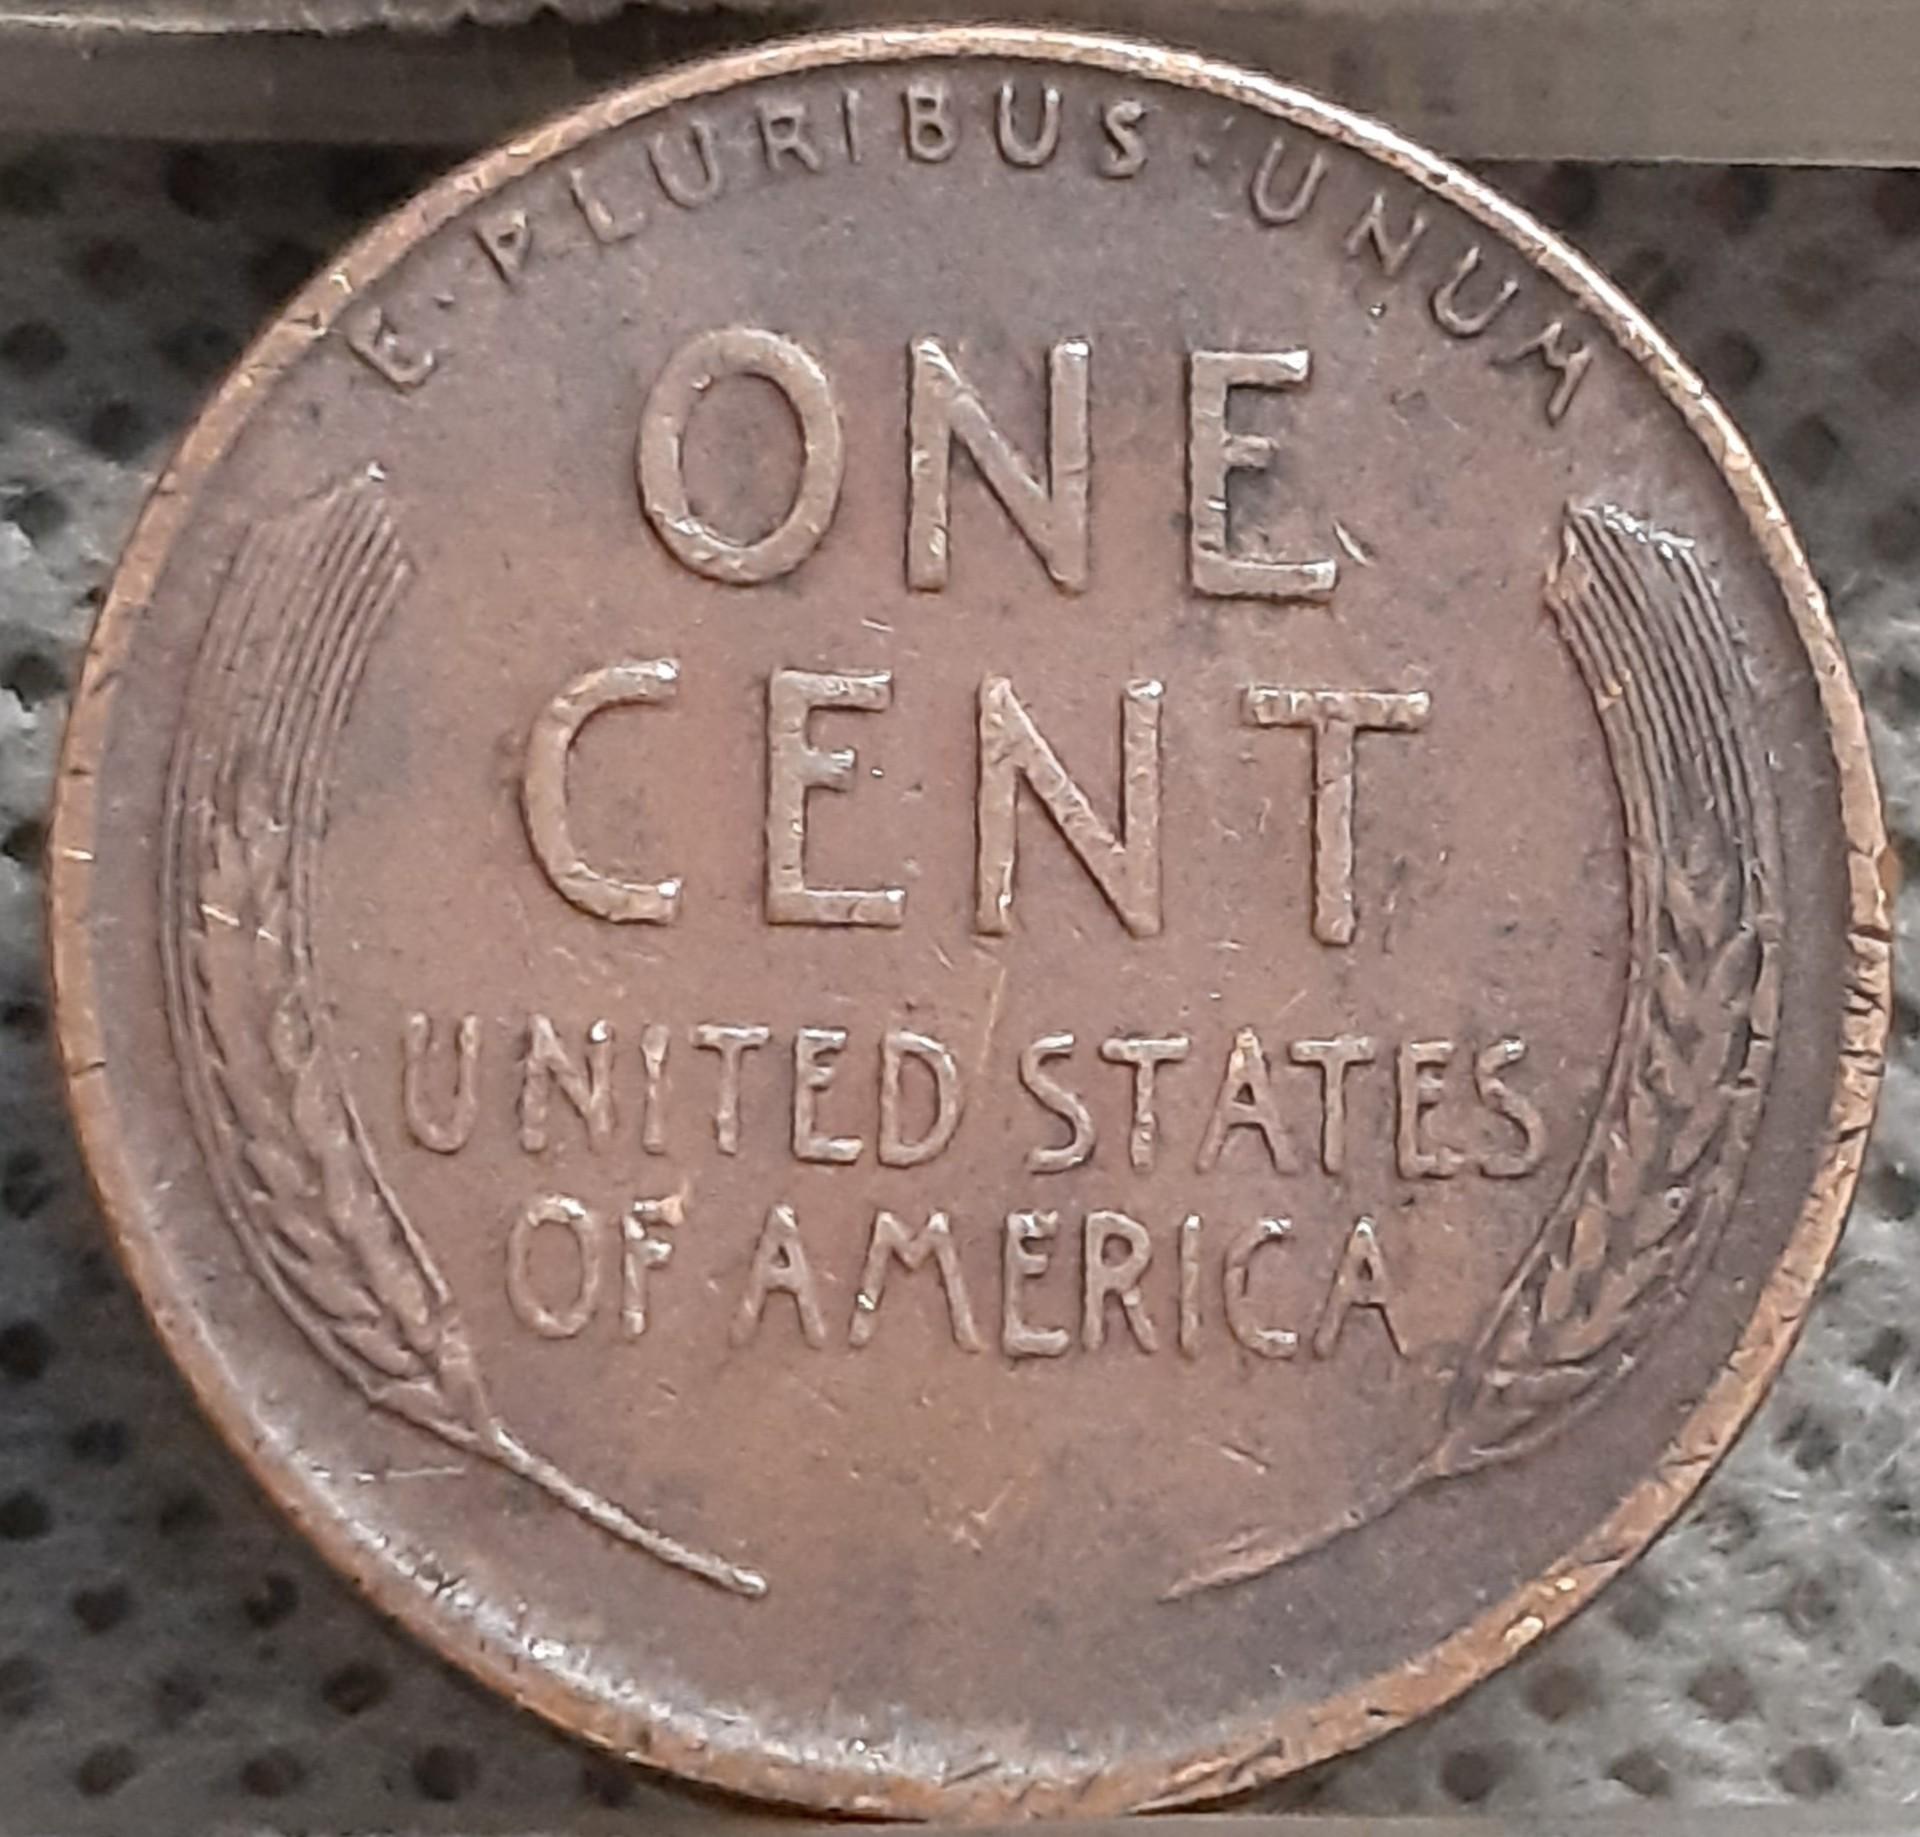 E·PLURIBUS·UNUM
ONE
CENT
UNITED STATES
OF AMERICA